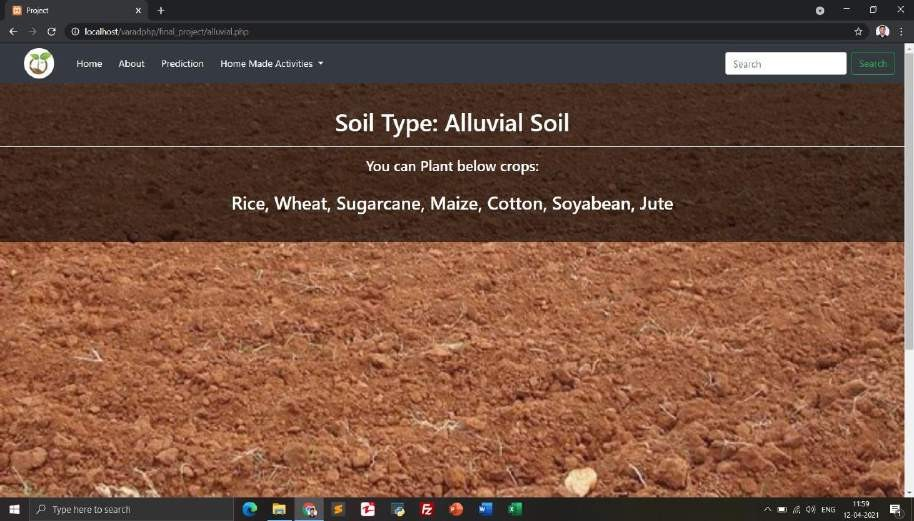 Project
localhost/varadphp/final_project/alluvial.php
Home About Prediction Home Made Activities Search Search
Soil Type: Alluvial Soil
You can Plant below crops:
Rice, Wheat, Sugarcane, Maize, Cotton, Soyabean, Jute
Type here to search
ENG
11:59
12-04-2021